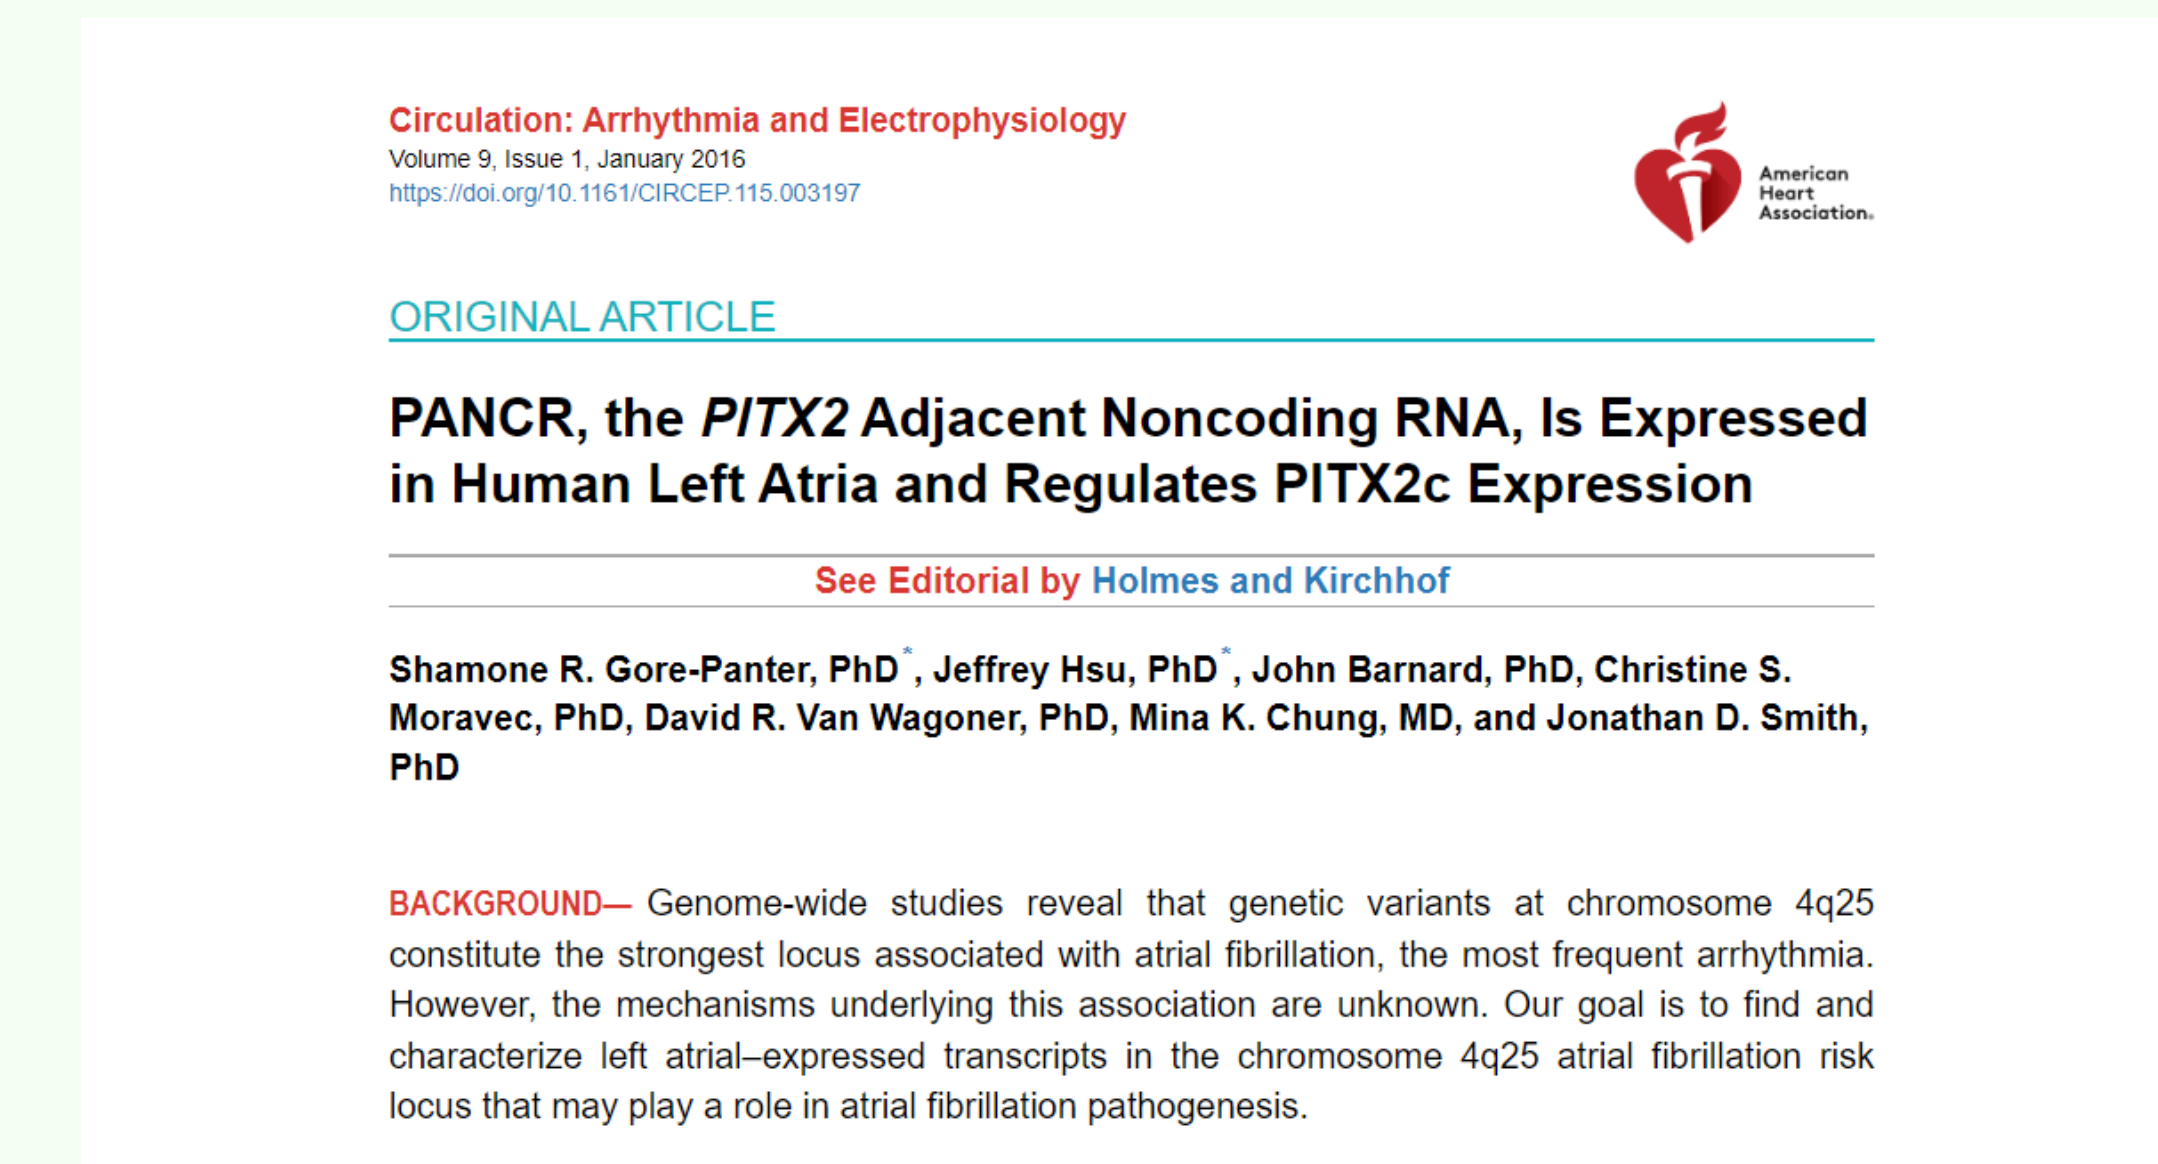 Circulation: Arrhythmia and Electrophysiology
Volume 9, Issue 1, January 2016
https://doi.org/10.1161/CIRCEP.115.003197
American
Heart
Association.
ORIGINAL ARTICLE
PANCR, the PITX2 Adjacent Noncoding RNA, Is Expressed
in Human Left Atria and Regulates PITX2c Expression
See Editorial by Holmes and Kirchhof
Shamone R. Gore-Panter, PhD*, Jeffrey Hsu, PhD*, John Barnard, PhD, Christine S.
Moravec, PhD, David R. Van Wagoner, PhD, Mina K. Chung, MD, and Jonathan D. Smith,
PhD
BACKGROUND— Genome-wide studies reveal that genetic variants at chromosome 4q25
constitute the strongest locus associated with atrial fibrillation, the most frequent arrhythmia.
However, the mechanisms underlying this association are unknown. Our goal is to find and
characterize left atrial–expressed transcripts in the chromosome 4q25 atrial fibrillation risk
locus that may play a role in atrial fibrillation pathogenesis.